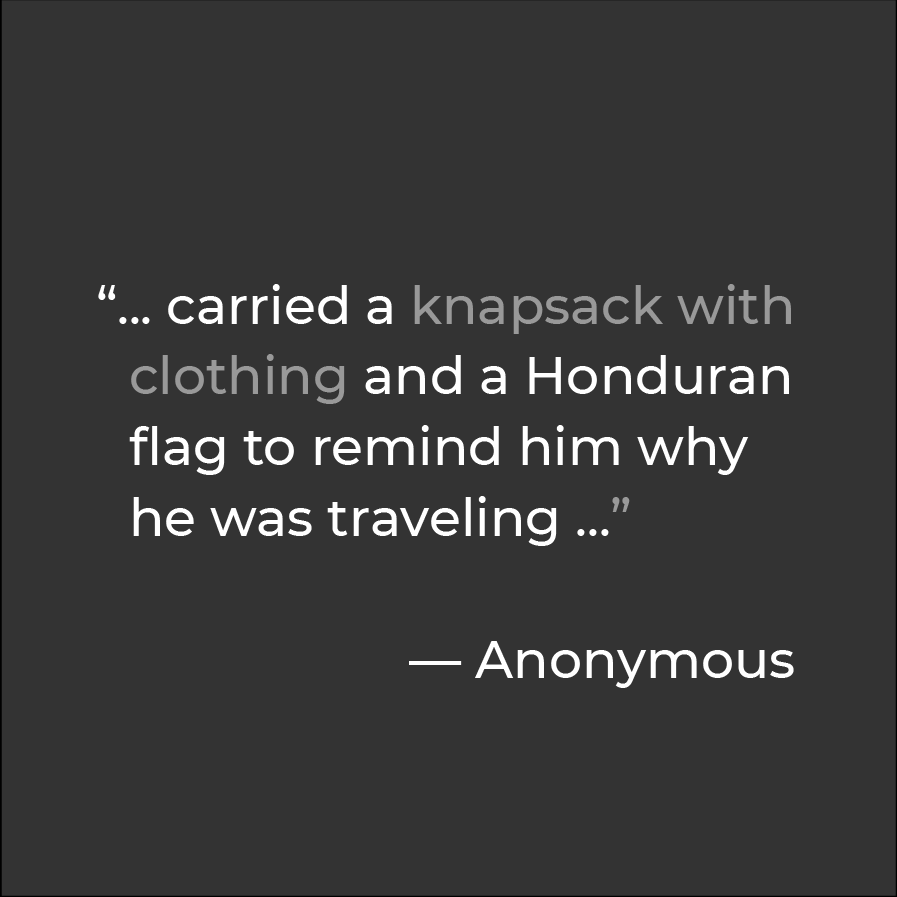 “... carried a knapsack with
clothing and a Honduran
flag to remind him why
he was traveling ...”
— Anonymous